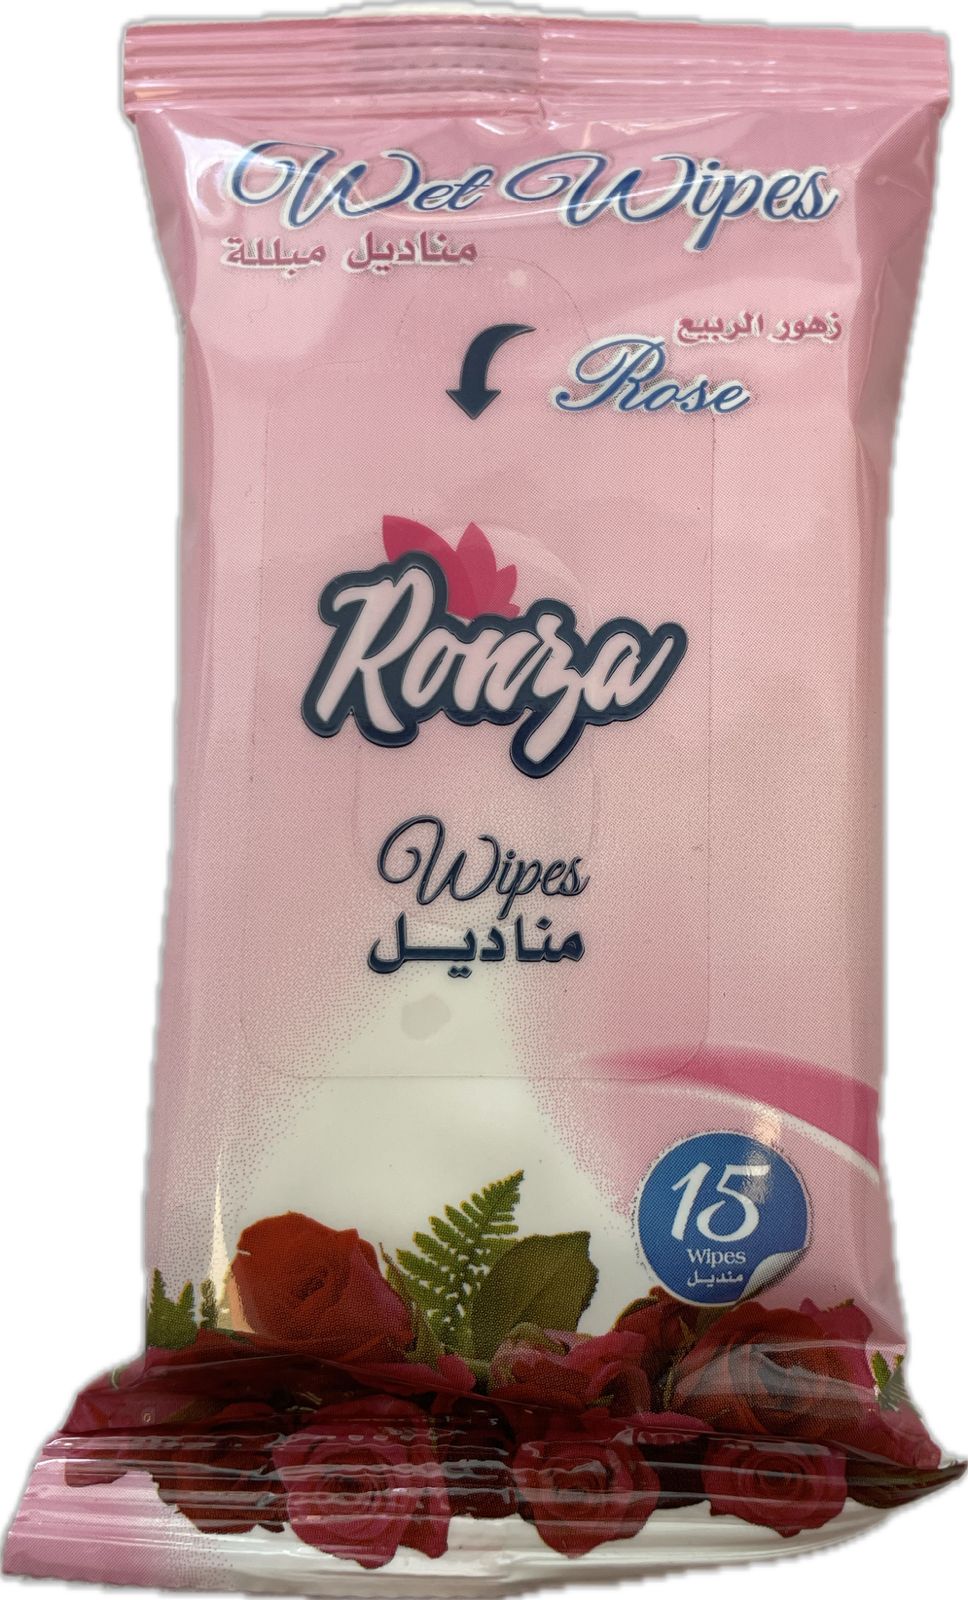 Wet Wipes
مناديل مبللة
زهور الربيع
Rose
Ronza
Wipes
مناديل
15
Wipes
منديل